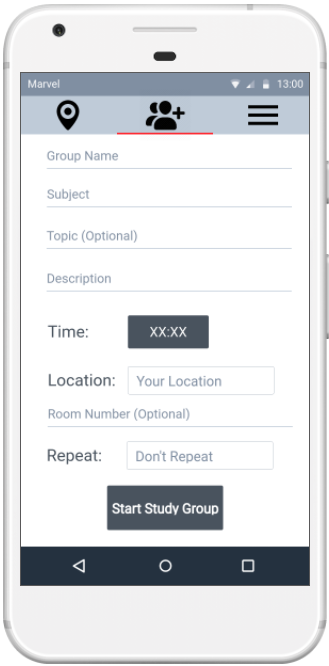 Marvel 13:00
Group Name
Subject
Topic (Optional)
Description
Time: XX:XX
Location: Your Location
Room Number (Optional)
Repeat: Don't Repeat
Start Study Group